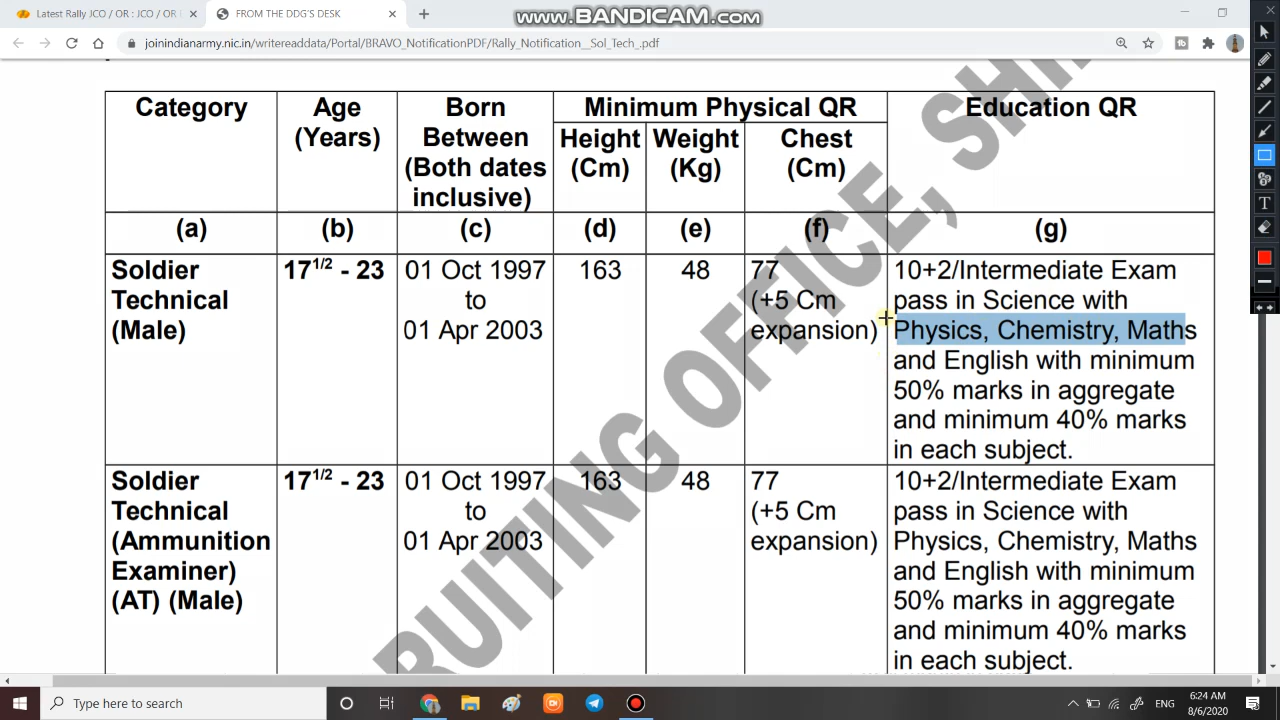 Latest Rally JCO / OR : JCO / OR I
FROM THE DDG'S DESK
www.BANDICAM.com
joinindianarmy.nic.in/writereaddata/Portal/BRAVO_NotificationPDF/Rally_Notification__Sol_Tech_.pdf
Category
Age
(Years)
Born
Between
(Both dates
inclusive)
Minimum Physical QR
Height
(Cm)
Weight
(Kg)
Chest
(Cm)
Education QR
(a)
(b)
(c)
(d)
(e)
(f)
(g)
Soldier
Technical
(Male)
17 1/2 - 23
01 Oct 1997
to
01 Apr 2003
163
48
77
(+5 Cm
expansion)
10+2/Intermediate Exam
pass in Science with
Physics, Chemistry, Maths
and English with minimum
50% marks in aggregate
and minimum 40% marks
in each subject.
Soldier
Technical
(Ammunition
Examiner)
(AT) (Male)
17 1/2 - 23
01 Oct 1997
to
01 Apr 2003
163
48
77
(+5 Cm
expansion)
10+2/Intermediate Exam
pass in Science with
Physics, Chemistry, Maths
and English with minimum
50% marks in aggregate
and minimum 40% marks
in each subject.
RUITING OFFICE, SHI
Type here to search
ENG
6:24 AM
8/6/2020